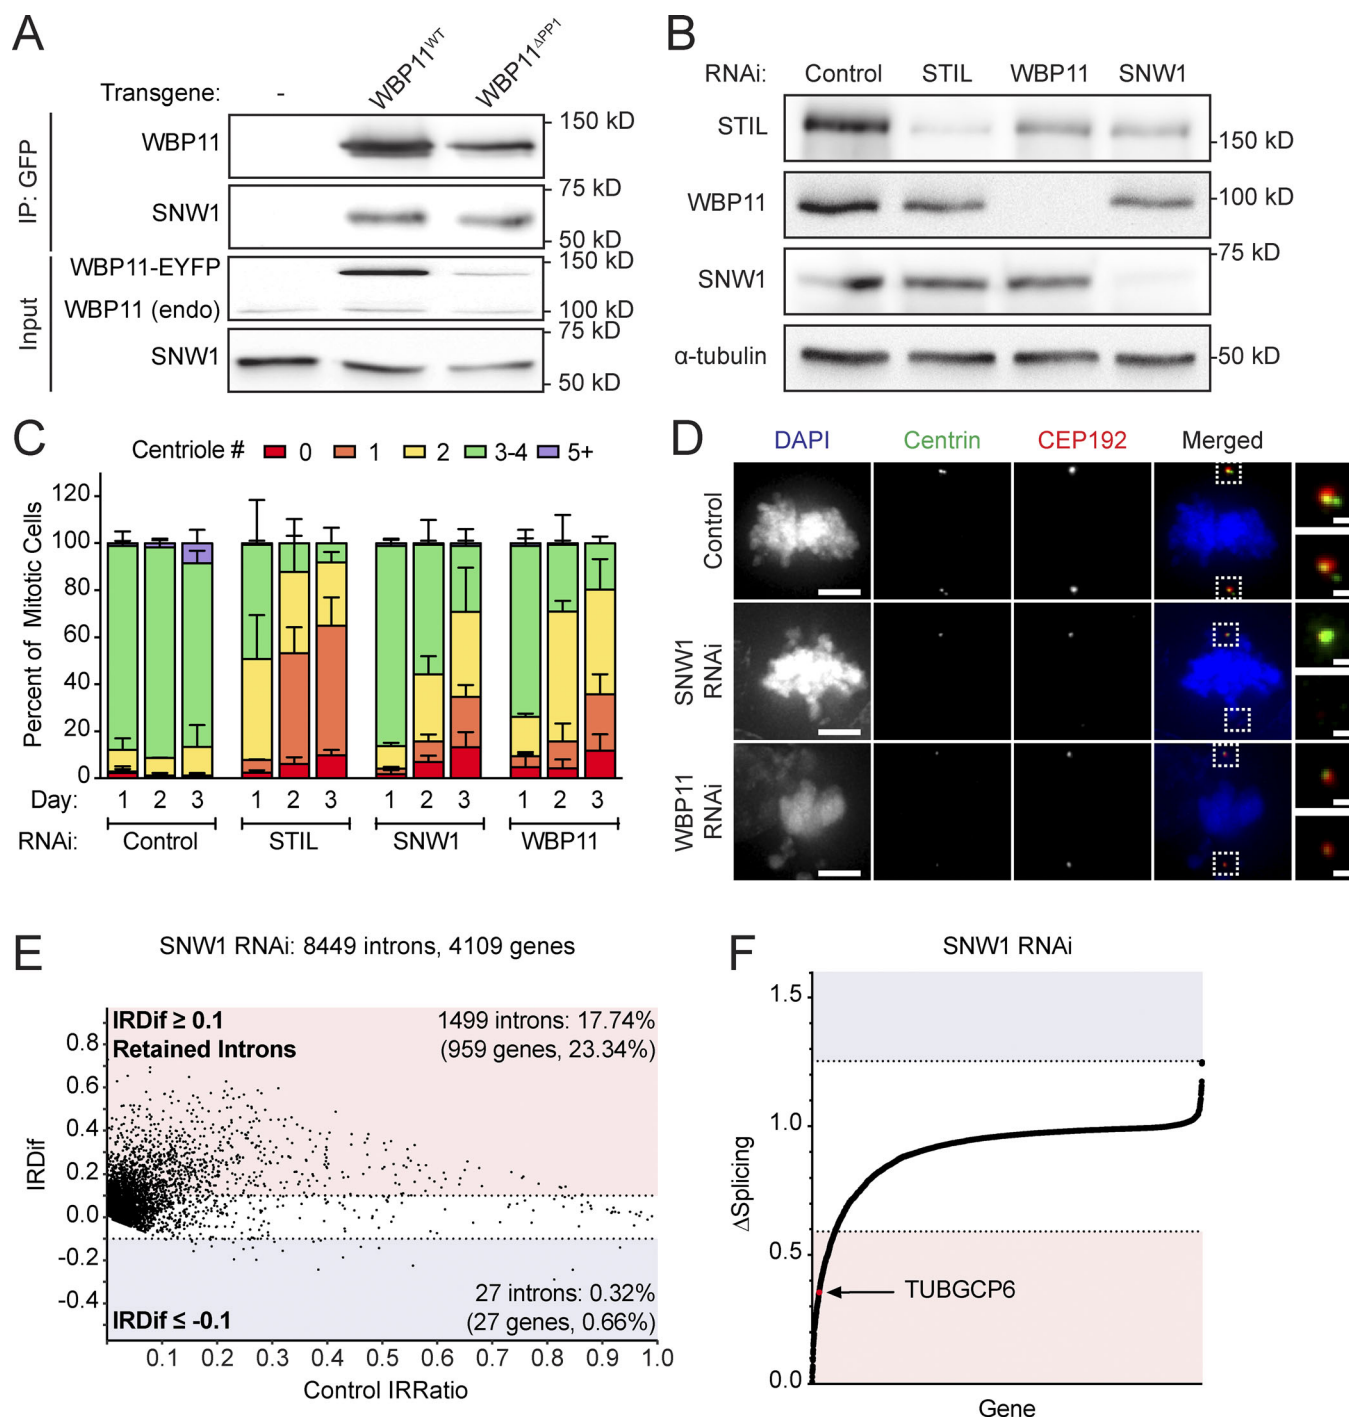 A
Transgene: - WBP11WT WBP11ΔPP1
IP: GFP
WBP11
150 kD
SNW1
75 kD
50 kD
Input
WBP11-EYFP
150 kD
WBP11 (endo)
100 kD
SNW1
75 kD
50 kD
B
RNAi: Control STIL WBP11 SNW1
STIL
150 kD
WBP11
100 kD
SNW1
75 kD
α-tubulin
50 kD
C
Centriole # 0 1 2 3-4 5+
Percent of Mitotic Cells
120
100
80
60
40
20
0
Day: 1 2 3 1 2 3 1 2 3 1 2 3
RNAi: Control STIL SNW1 WBP11
D
DAPI Centrin CEP192 Merged
Control
SNW1
RNAi
WBP11
RNAi
E
SNW1 RNAi: 8449 introns, 4109 genes
IRDif ≥ 0.1
Retained Introns
1499 introns: 17.74%
(959 genes, 23.34%)
IRDif
0.8
0.6
0.4
0.2
0.0
-0.2
-0.4
27 introns: 0.32%
(27 genes, 0.66%)
IRDif ≤ -0.1
0.1 0.2 0.3 0.4 0.5 0.6 0.7 0.8 0.9 1.0
Control IRRatio
F
SNW1 RNAi
ΔSplicing
1.5
1.0
0.5
0.0
TUBGCP6
Gene